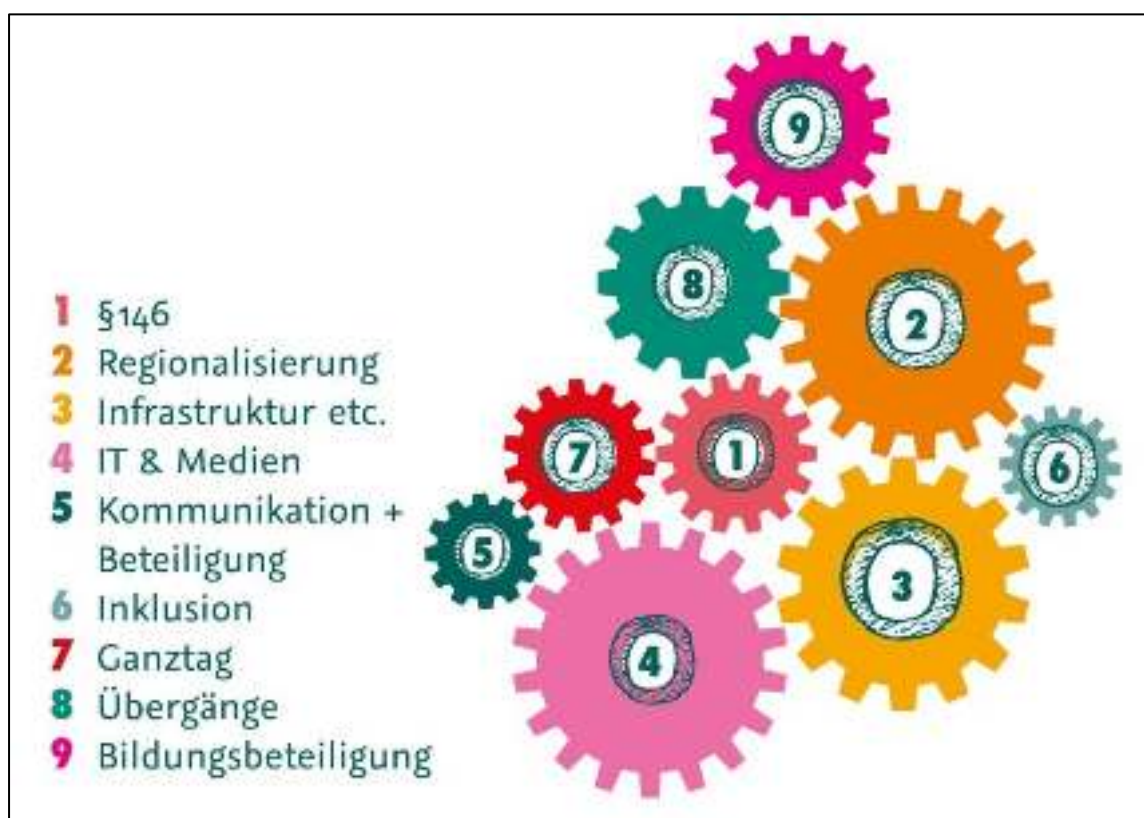 1 §146
2 Regionalisierung
3 Infrastruktur etc.
4 IT & Medien
5 Kommunikation +
Beteiligung
6 Inklusion
7 Ganztag
8 Übergänge
9 Bildungsbeteiligung
9
8
2
7
1
6
5
3
4